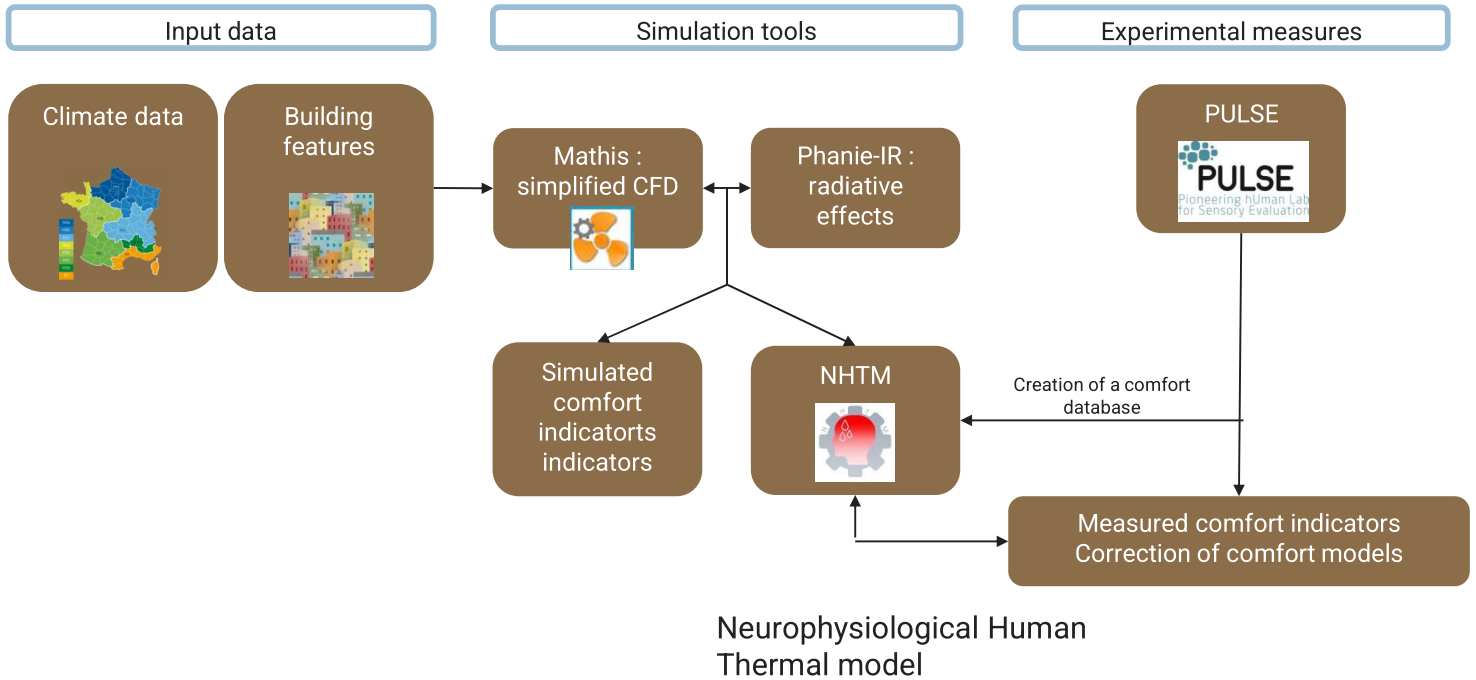 Input data
Simulation tools
Experimental measures
Climate data
Building
features
Mathis :
simplified CFD
Phanie-IR :
radiative
effects
PULSE
PULSE
Pioneering hUman Lab
for Sensory Evaluation
Simulated
comfort
indicatorts
indicators
NHTM
Creation of a comfort
database
Measured comfort indicators
Correction of comfort models
Neurophysiological Human
Thermal model